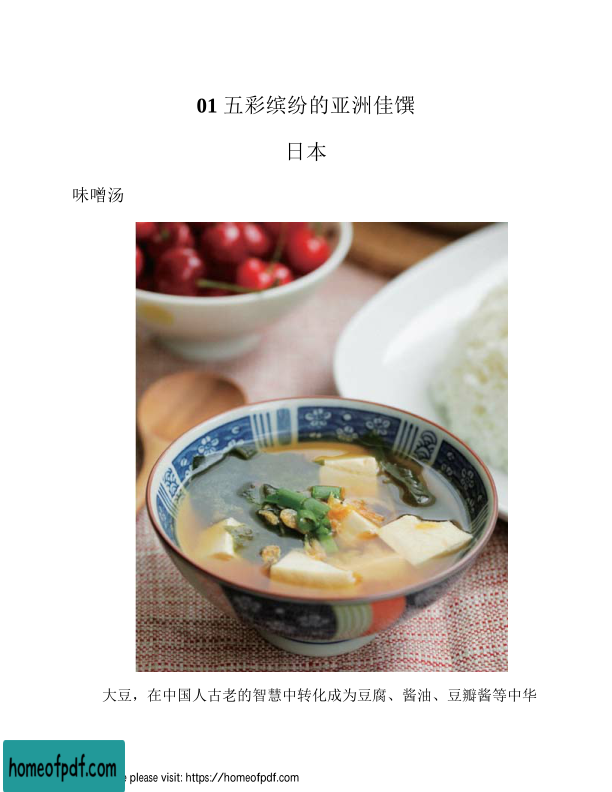 01 五彩缤纷的亚洲佳馔
日本
味噌汤
大豆，在中国人古老的智慧中转化成为豆腐、酱油、豆瓣酱等中华
homeofpdf.com
e please visit: https://homeofpdf.com